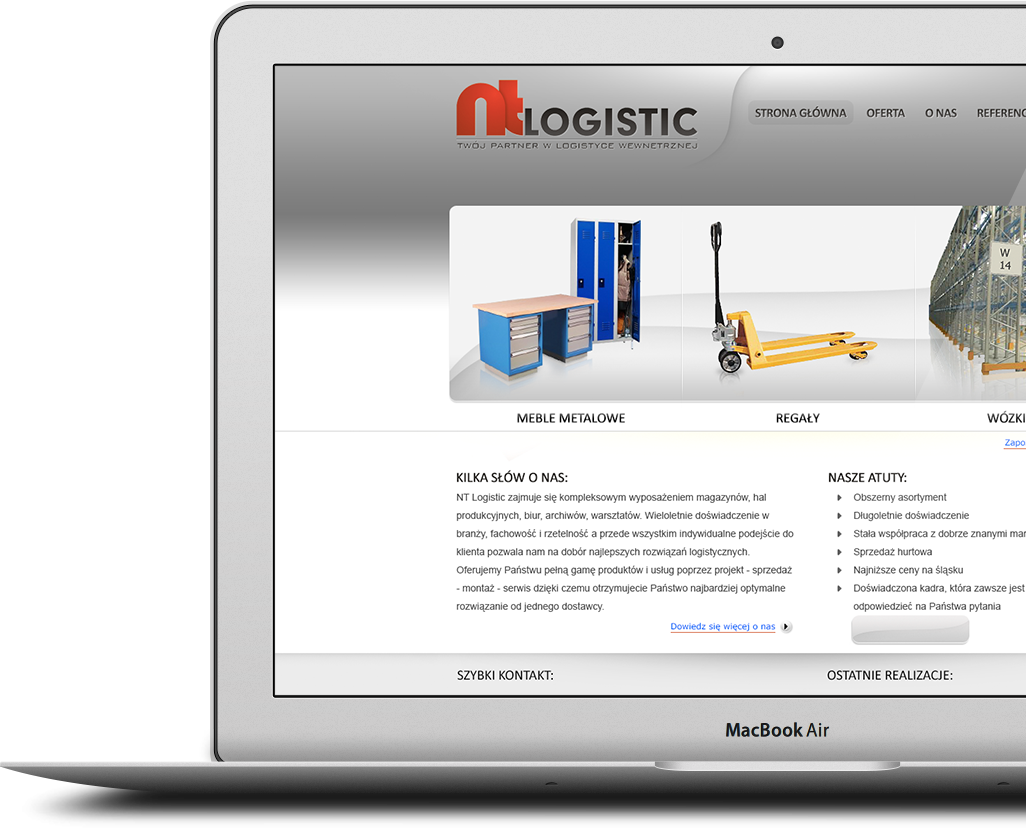 nt LOGISTIC
TWÓJ PARTNER W LOGISTYCE WEWNETRZNEJ
STRONA GŁÓWNA OFERTA O NAS REFERENC
W
14
MEBLE METALOWE REGAŁY WÓZKI
Zapo
KILKA SŁÓW O NAS:
NT Logistic zajmuje się kompleksowym wyposażeniem magazynów, hal
produkcyjnych, biur, archiwów, warsztatów. Wieloletnie doświadczenie w
branży, fachowość i rzetelność a przede wszystkim indywidualne podejście do
klienta pozwala nam na dobór najlepszych rozwiązań logistycznych.
Oferujemy Państwu pełną gamę produktów i usług poprzez projekt - sprzedaż
- montaż - serwis dzięki czemu otrzymujecie Państwo najbardziej optymalne
rozwiązanie od jednego dostawcy.
Dowiedz się więcej o nas
NASZE ATUTY:
Obszerny asortyment
Długoletnie doświadczenie
Stała współpraca z dobrze znanymi mar
Sprzedaż hurtowa
Najniższe ceny na śląsku
Doświadczona kadra, która zawsze jest
odpowiedzieć na Państwa pytania
SZYBKI KONTAKT:
OSTATNIE REALIZACJE:
MacBook Air